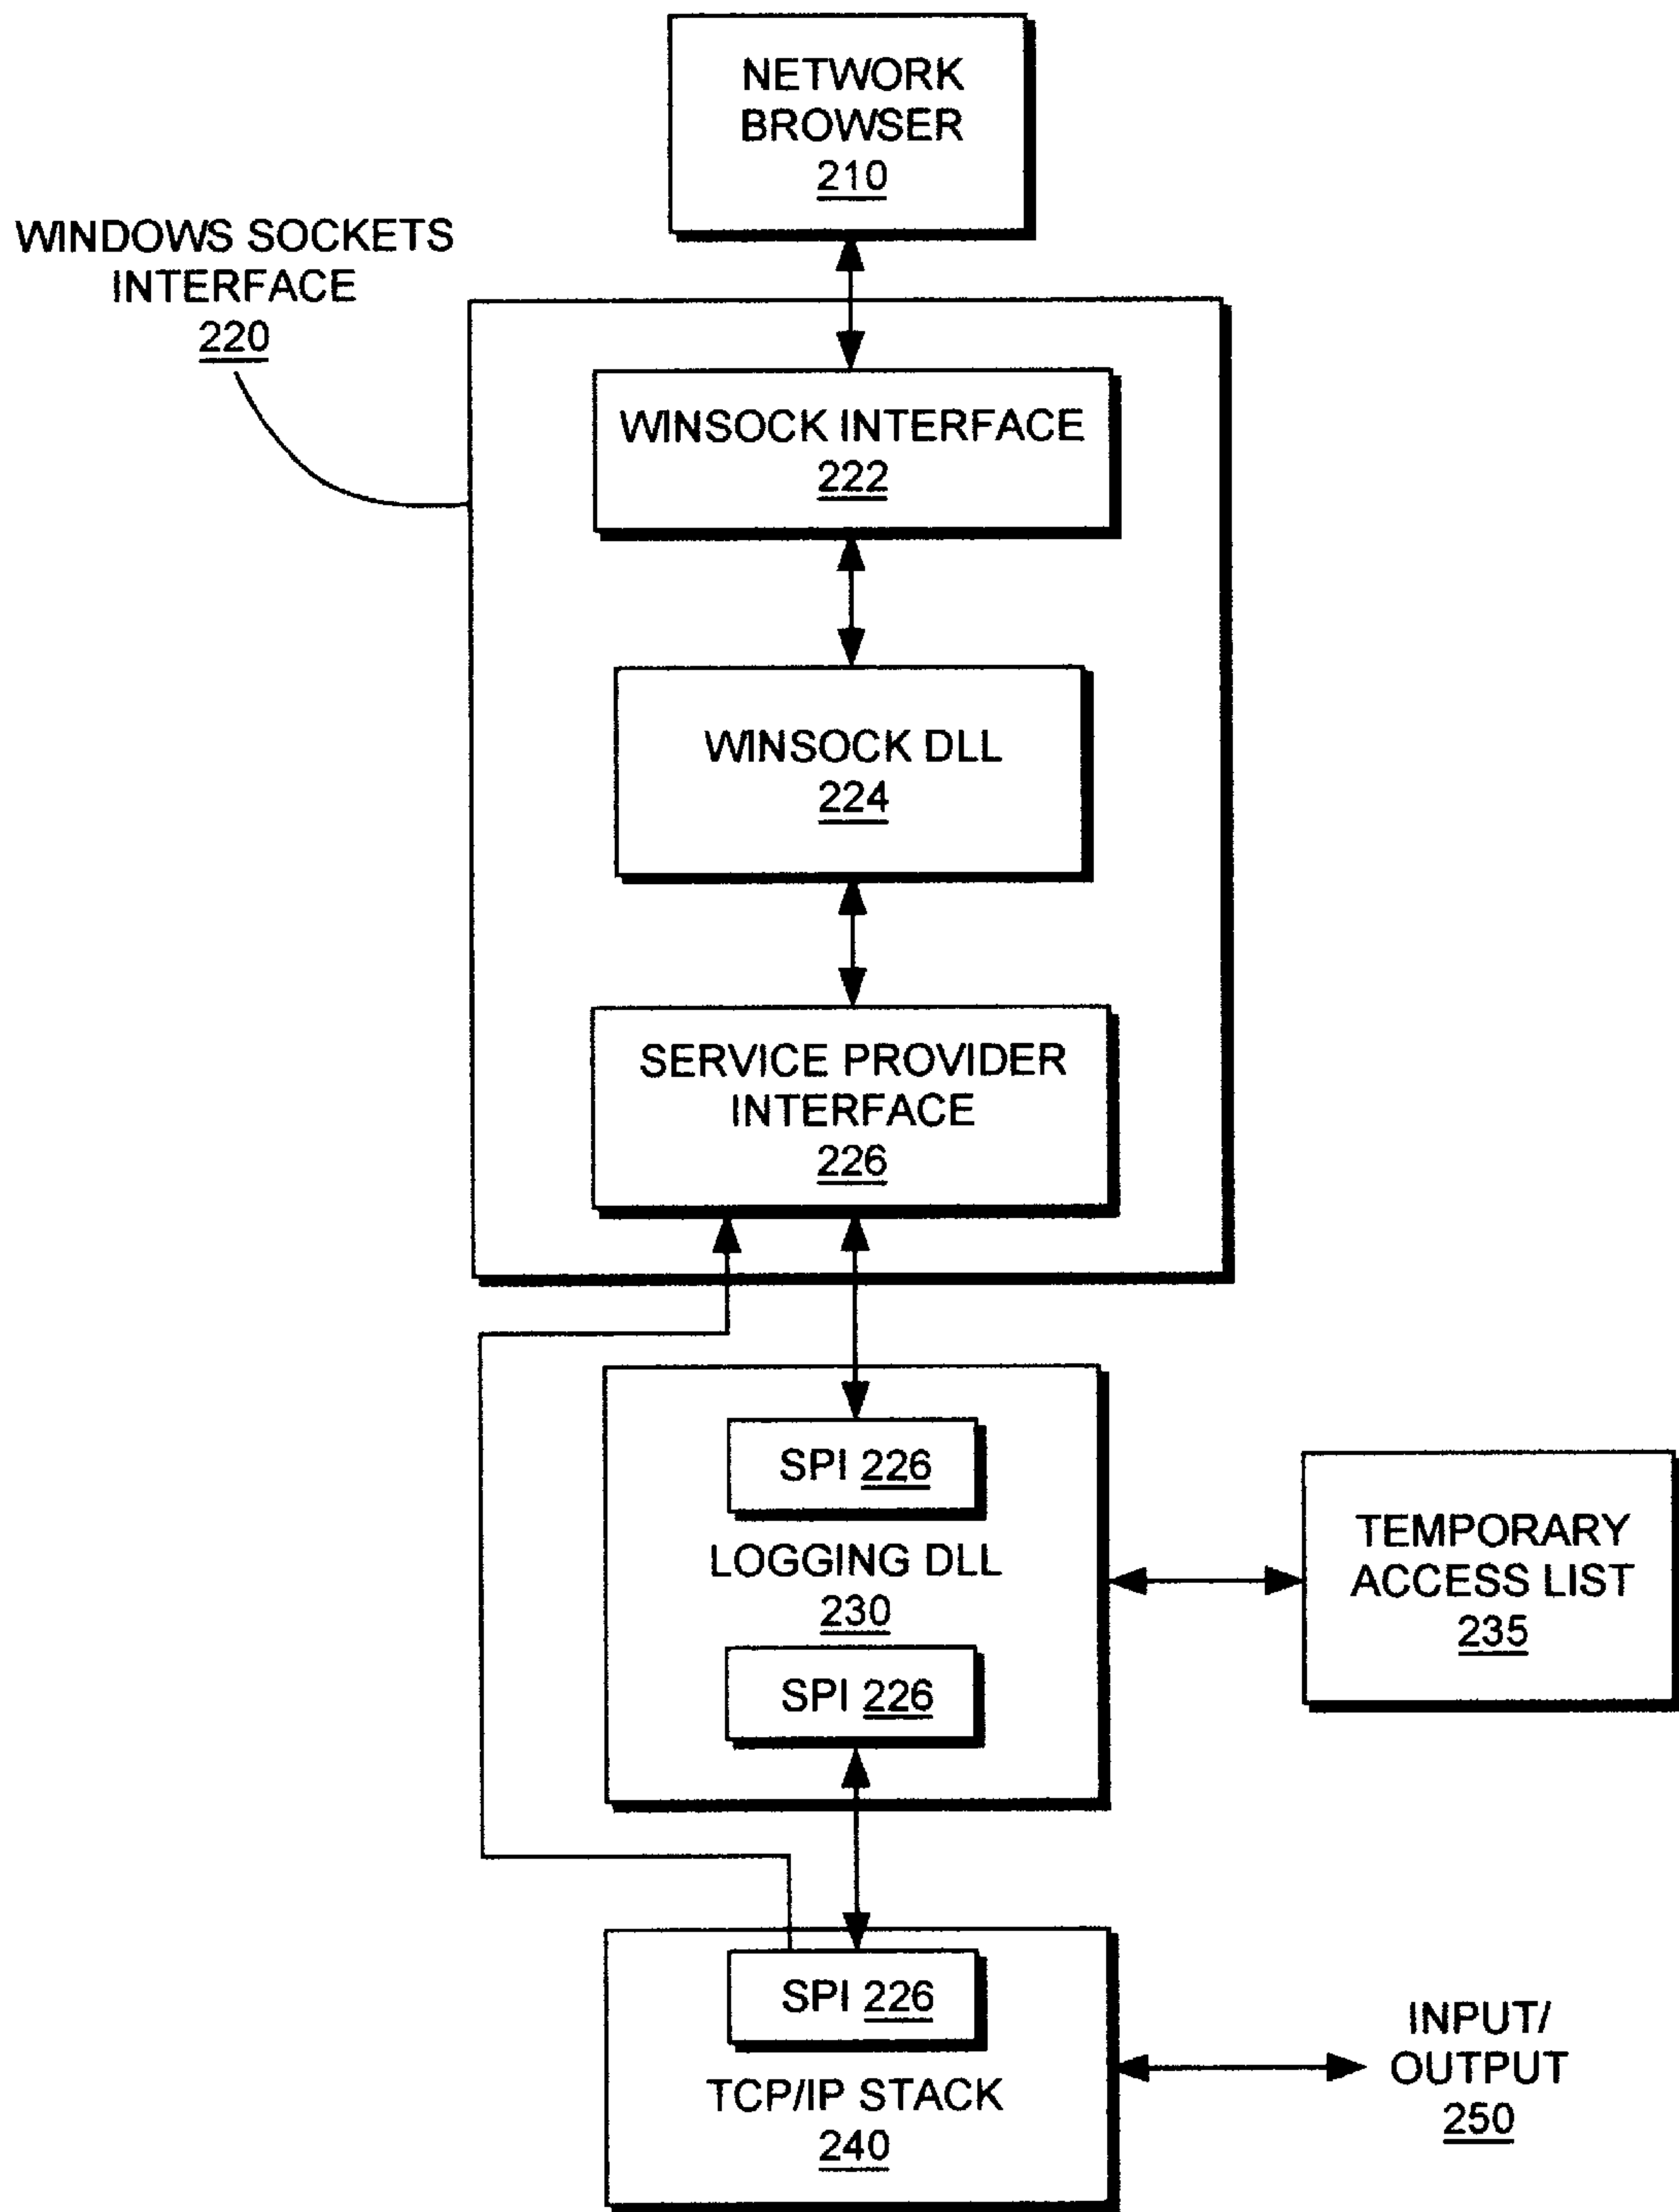 NETWORK
BROWSER
210
WINDOWS SOCKETS
INTERFACE
220
WINSOCK INTERFACE
222
WINSOCK DLL
224
SERVICE PROVIDER
INTERFACE
226
SPI 226
LOGGING DLL
230
SPI 226
TEMPORARY
ACCESS LIST
235
SPI 226
TCP/IP STACK
240
INPUT/
OUTPUT
250